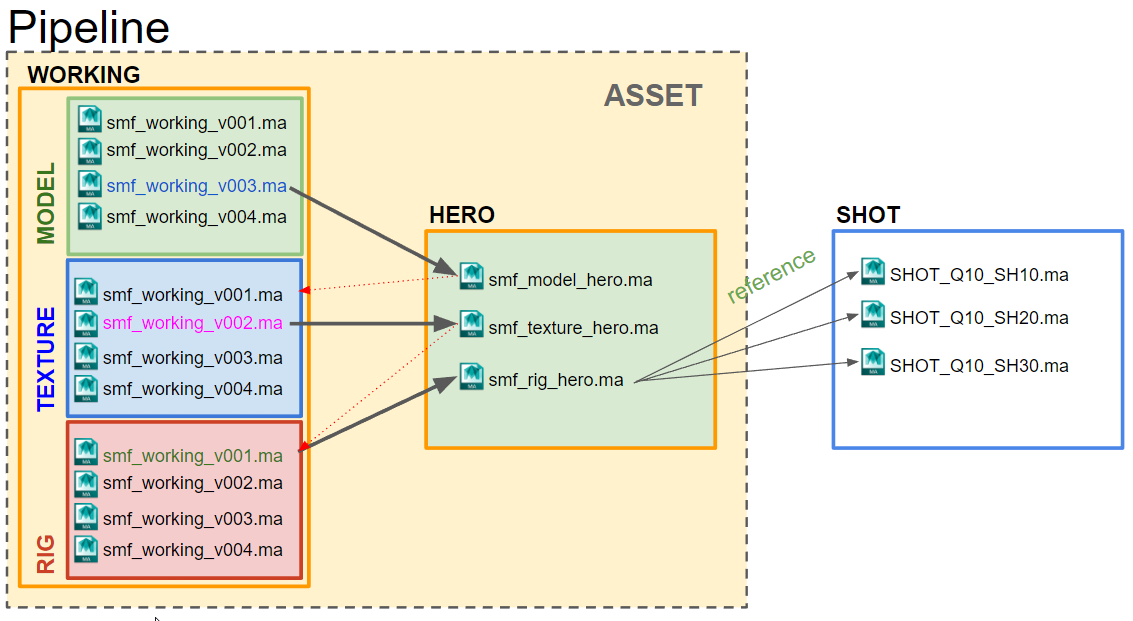 Pipeline
WORKING
ASSET
MODEL
smf_working_v001.ma
smf_working_v002.ma
smf_working_v003.ma
smf_working_v004.ma
TEXTURE
smf_working_v001.ma
smf_working_v002.ma
smf_working_v003.ma
smf_working_v004.ma
RIG
smf_working_v001.ma
smf_working_v002.ma
smf_working_v003.ma
smf_working_v004.ma
HERO
smf_model_hero.ma
smf_texture_hero.ma
smf_rig_hero.ma
reference
SHOT
SHOT_Q10_SH10.ma
SHOT_Q10_SH20.ma
SHOT_Q10_SH30.ma